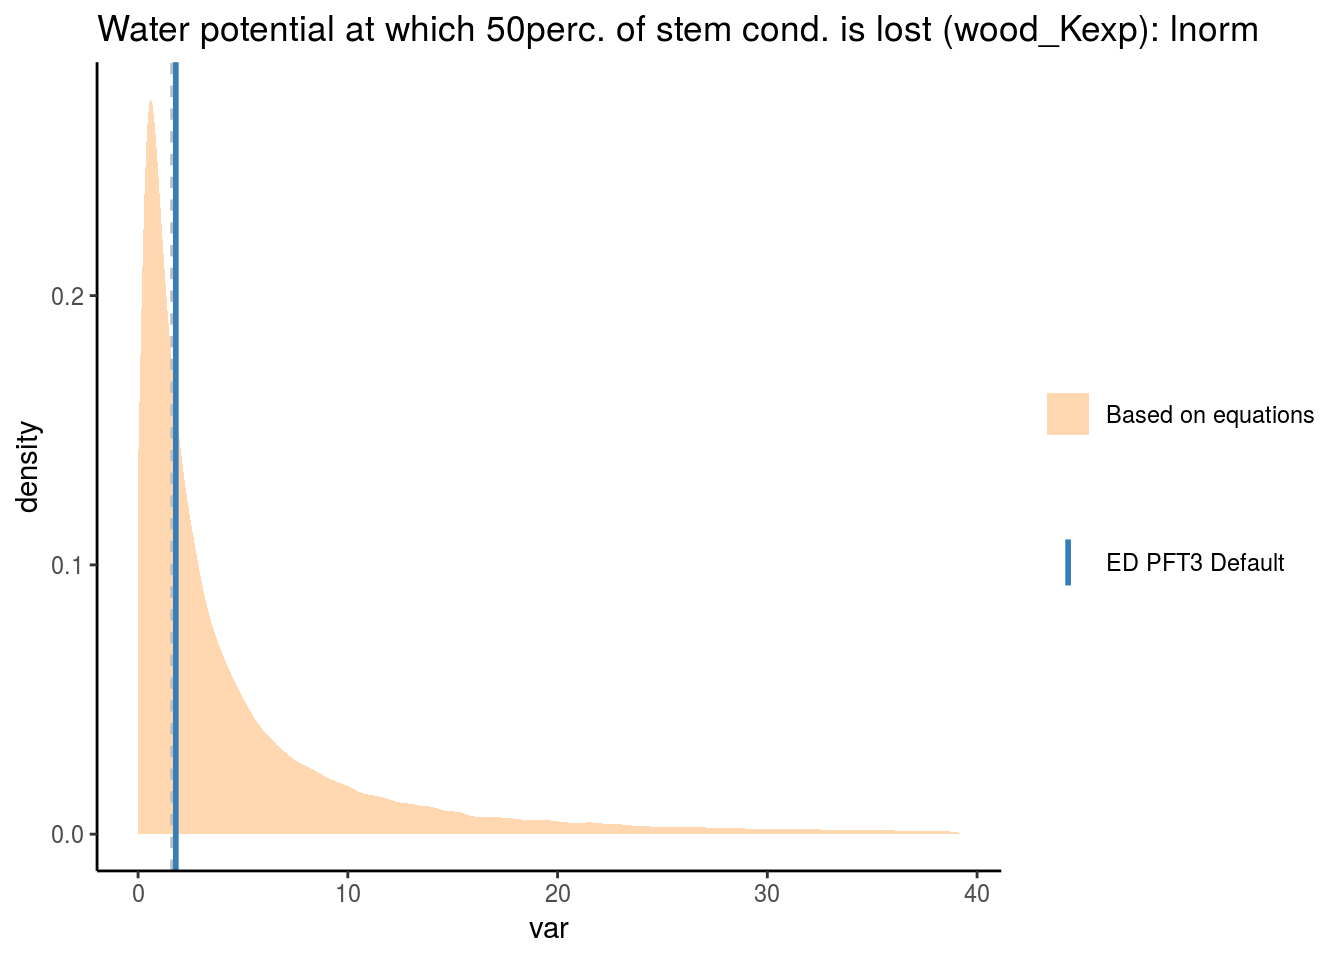 Water potential at which 50perc. of stem cond. is lost (wood_Kexp): lnorm
density
0.2
0.1
0.0
0 10 20 30 40
var
Based on equations
ED PFT3 Default